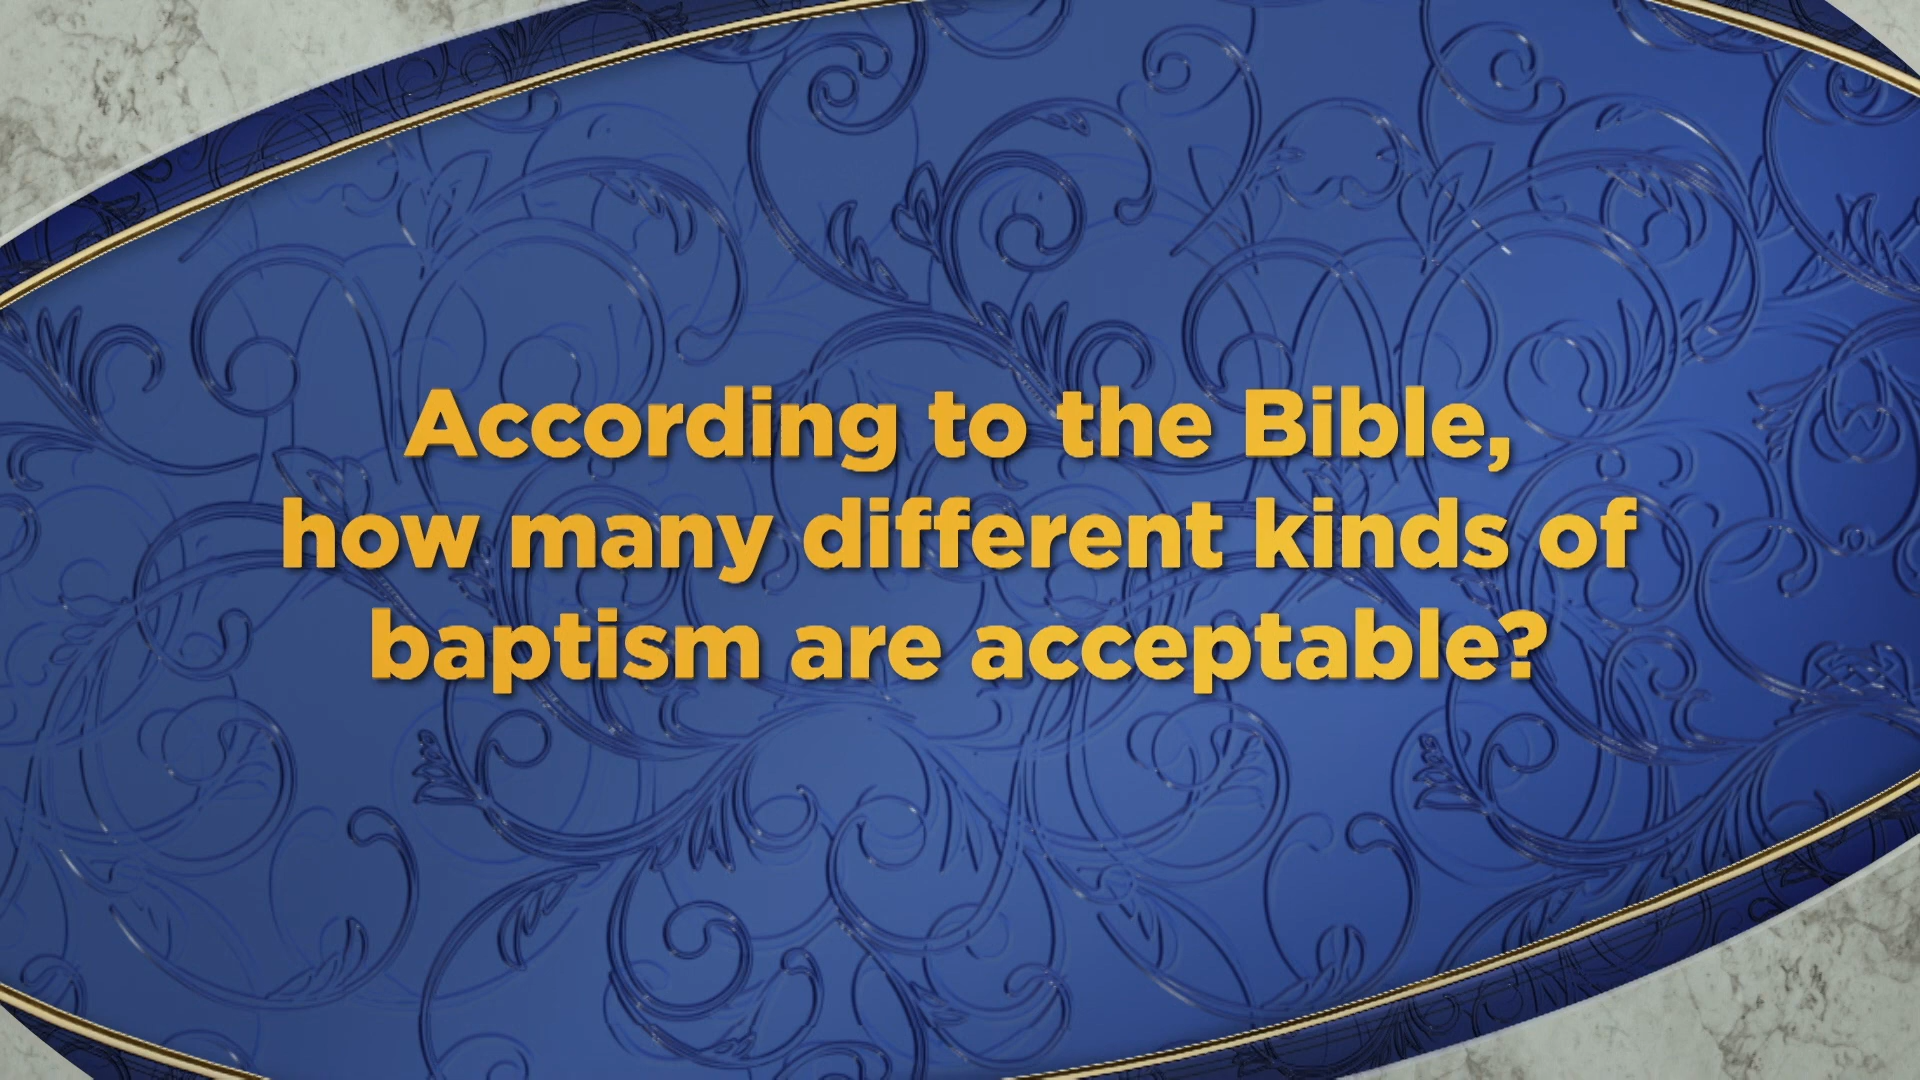 According to the Bible,
how many different kinds of
baptism are acceptable?